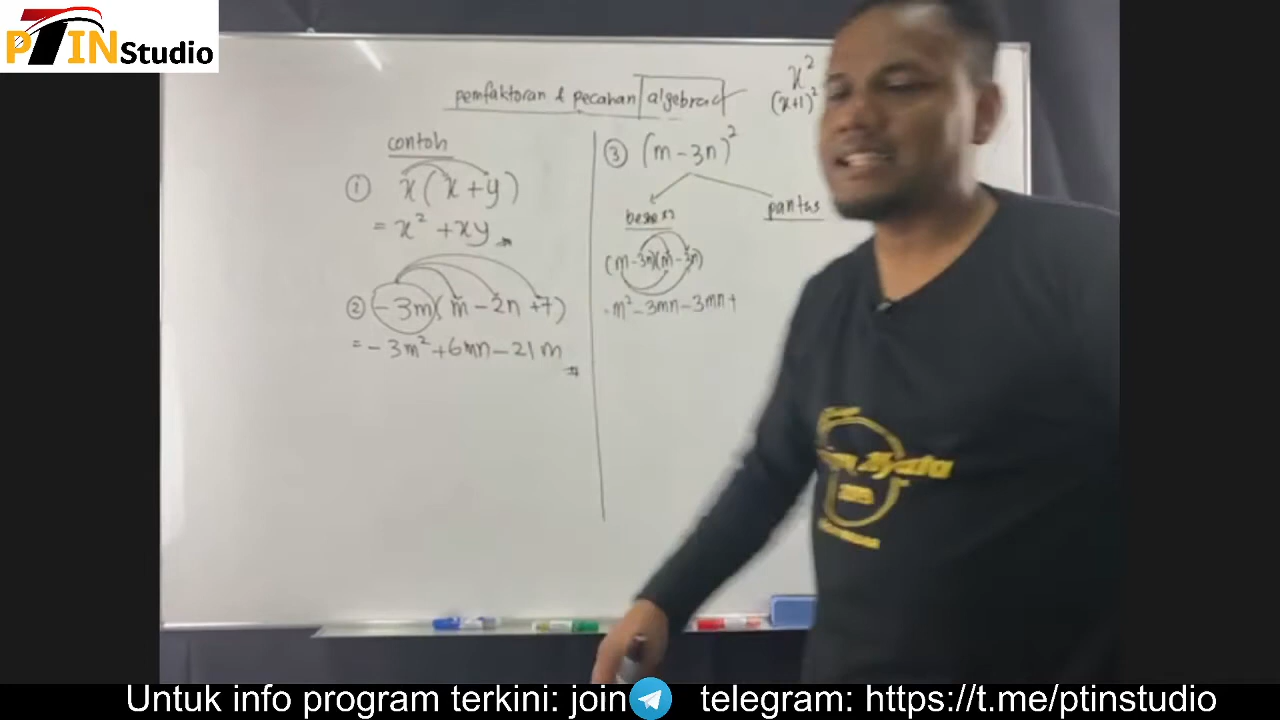 PTIN Studio
pemfaktoran & pecahan algebra
x²
(x+1)²
contoh
① x(x+y)
= x² + xy
② -3m(m - 2n + 7)
= -3m² + 6mn - 21m
③ (m - 3n)²
pantas
(m-3n)(m-3n)
m² - 3mn - 3mn +
Untuk info program terkini: join telegram: https://t.me/ptinstudio